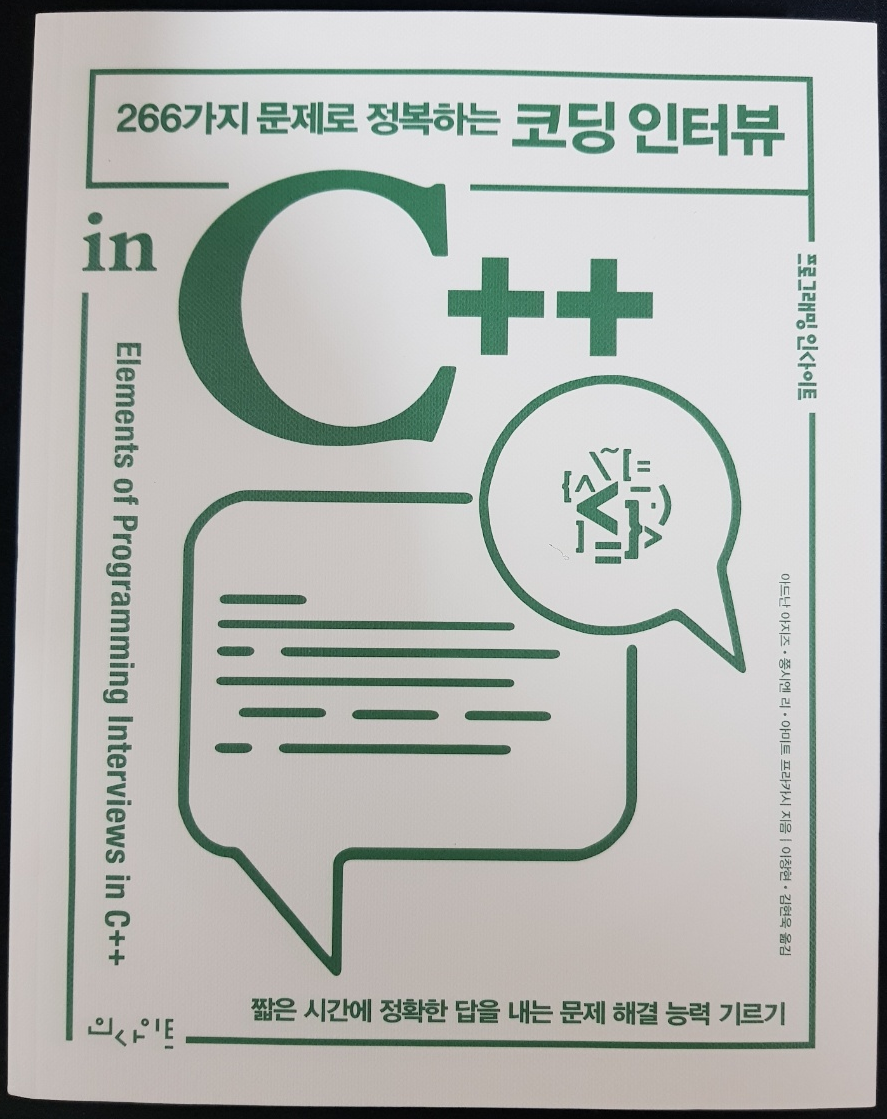 266가지 문제로 정복하는 코딩 인터뷰
in C++
프로그래밍 인사이트
Elements of Programming Interviews in C++
아드난 아지즈 · 쭝시엔 리 · 아미트 프라카시 지음 | 이창현 · 김현욱 옮김
짧은 시간에 정확한 답을 내는 문제 해결 능력 기르기
인사이트